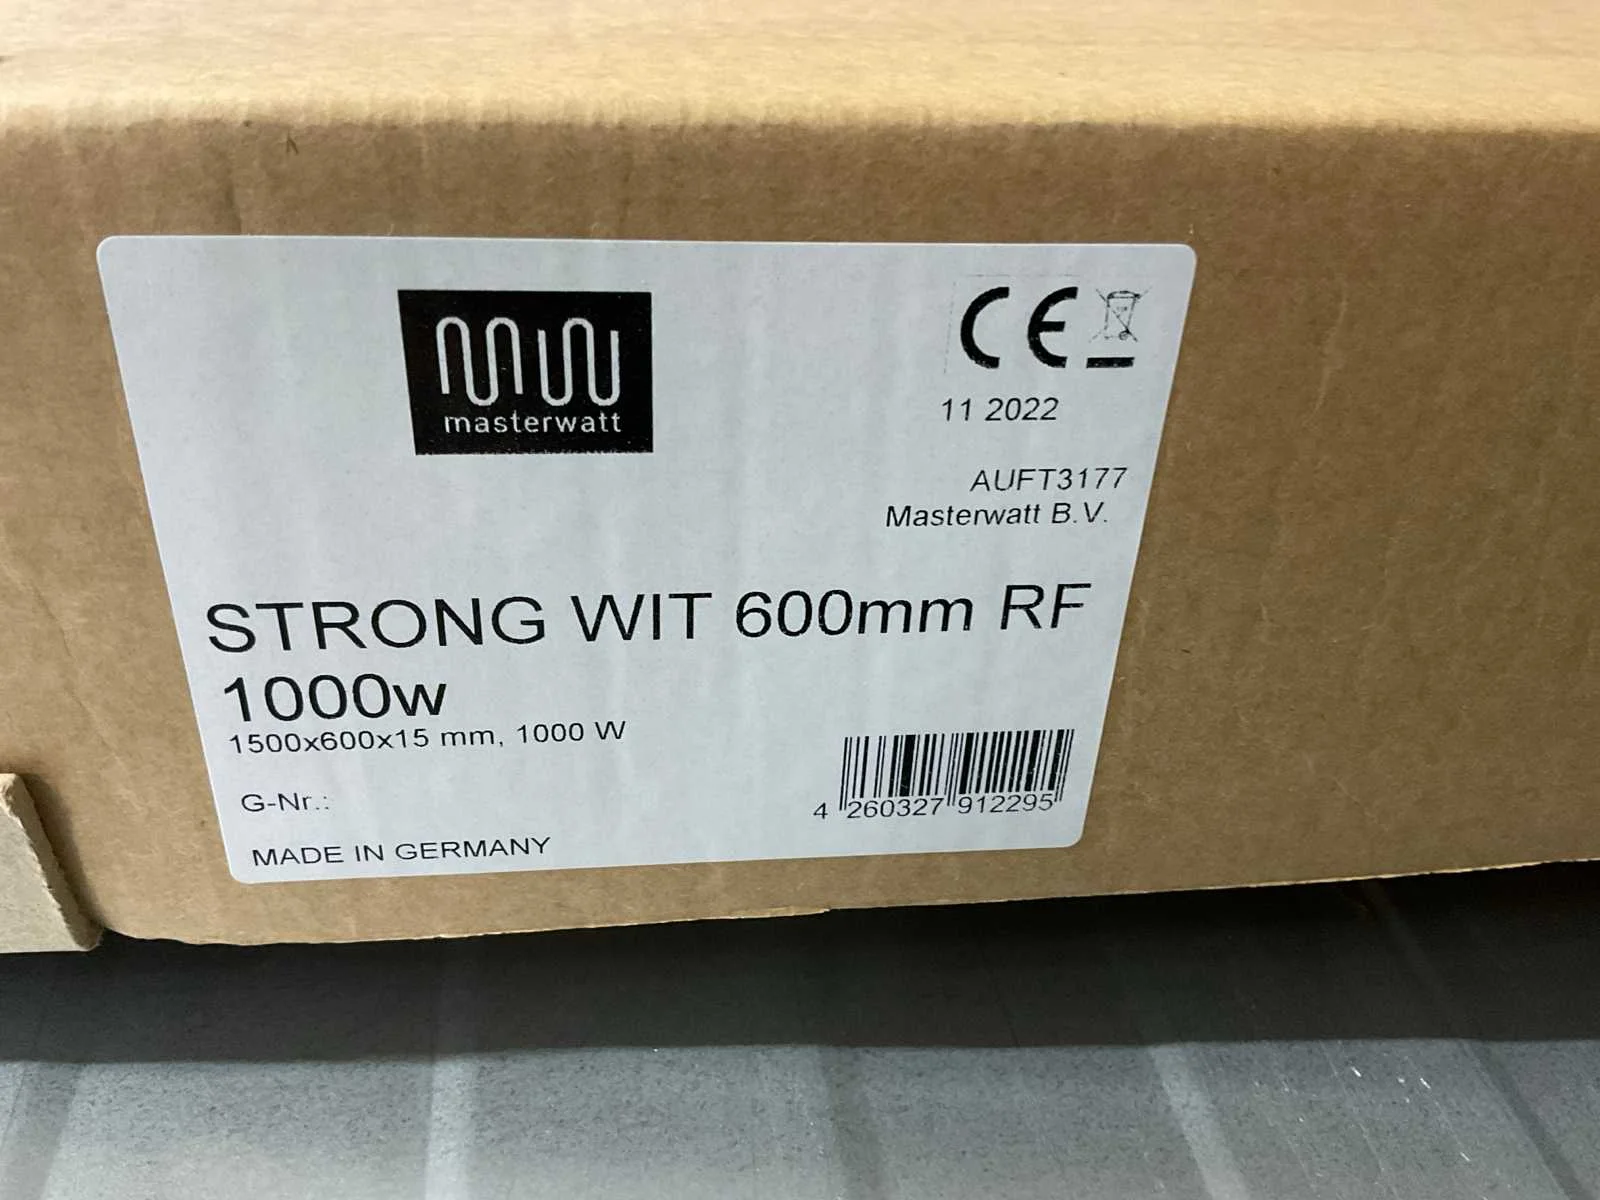 masterwatt
CE
11 2022
AUFT3177
Masterwatt B.V.
STRONG WIT 600mm RF
1000w
1500x600x15 mm, 1000 W
G-Nr.:
MADE IN GERMANY
4 260327 912295